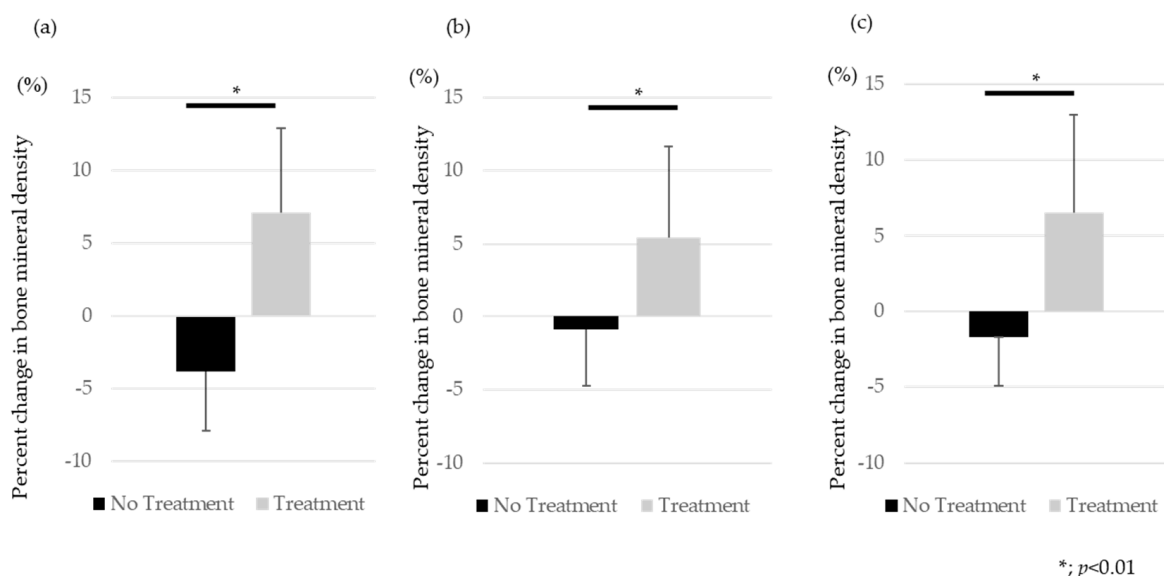 (a)
(%)
*
Percent change in bone mineral density
15
10
5
0
-5
-10
No Treatment
Treatment
(b)
(%)
*
Percent change in bone mineral density
15
10
5
0
-5
-10
No Treatment
Treatment
(c)
(%)
*
Percent change in bone mineral density
15
10
5
0
-5
-10
No Treatment
Treatment
*; p<0.01